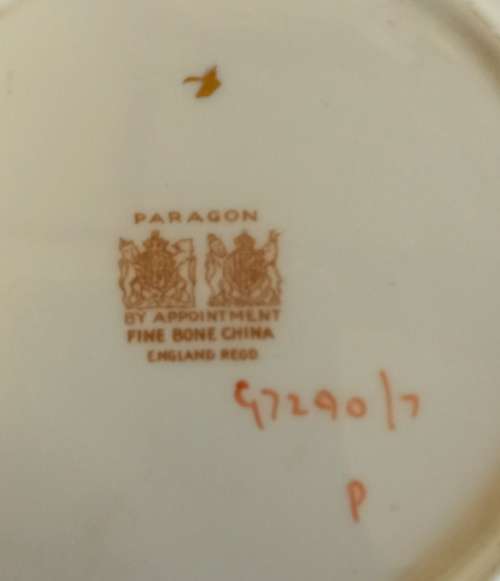 PARAGON
BY APPOINTMENT
FINE BONE CHINA
ENGLAND REGD
G7290/7
P